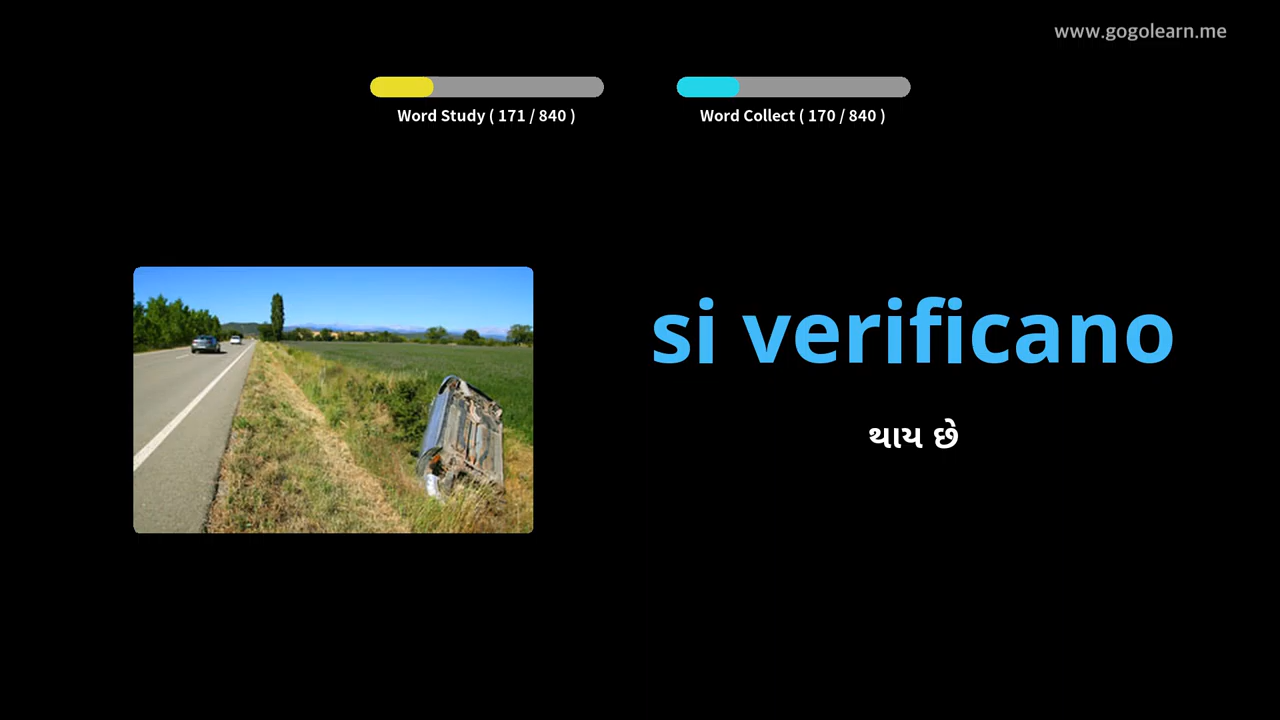 www.gogolearn.me
Word Study ( 171 / 840 )
Word Collect ( 170 / 840 )
si verificano
થાય છે